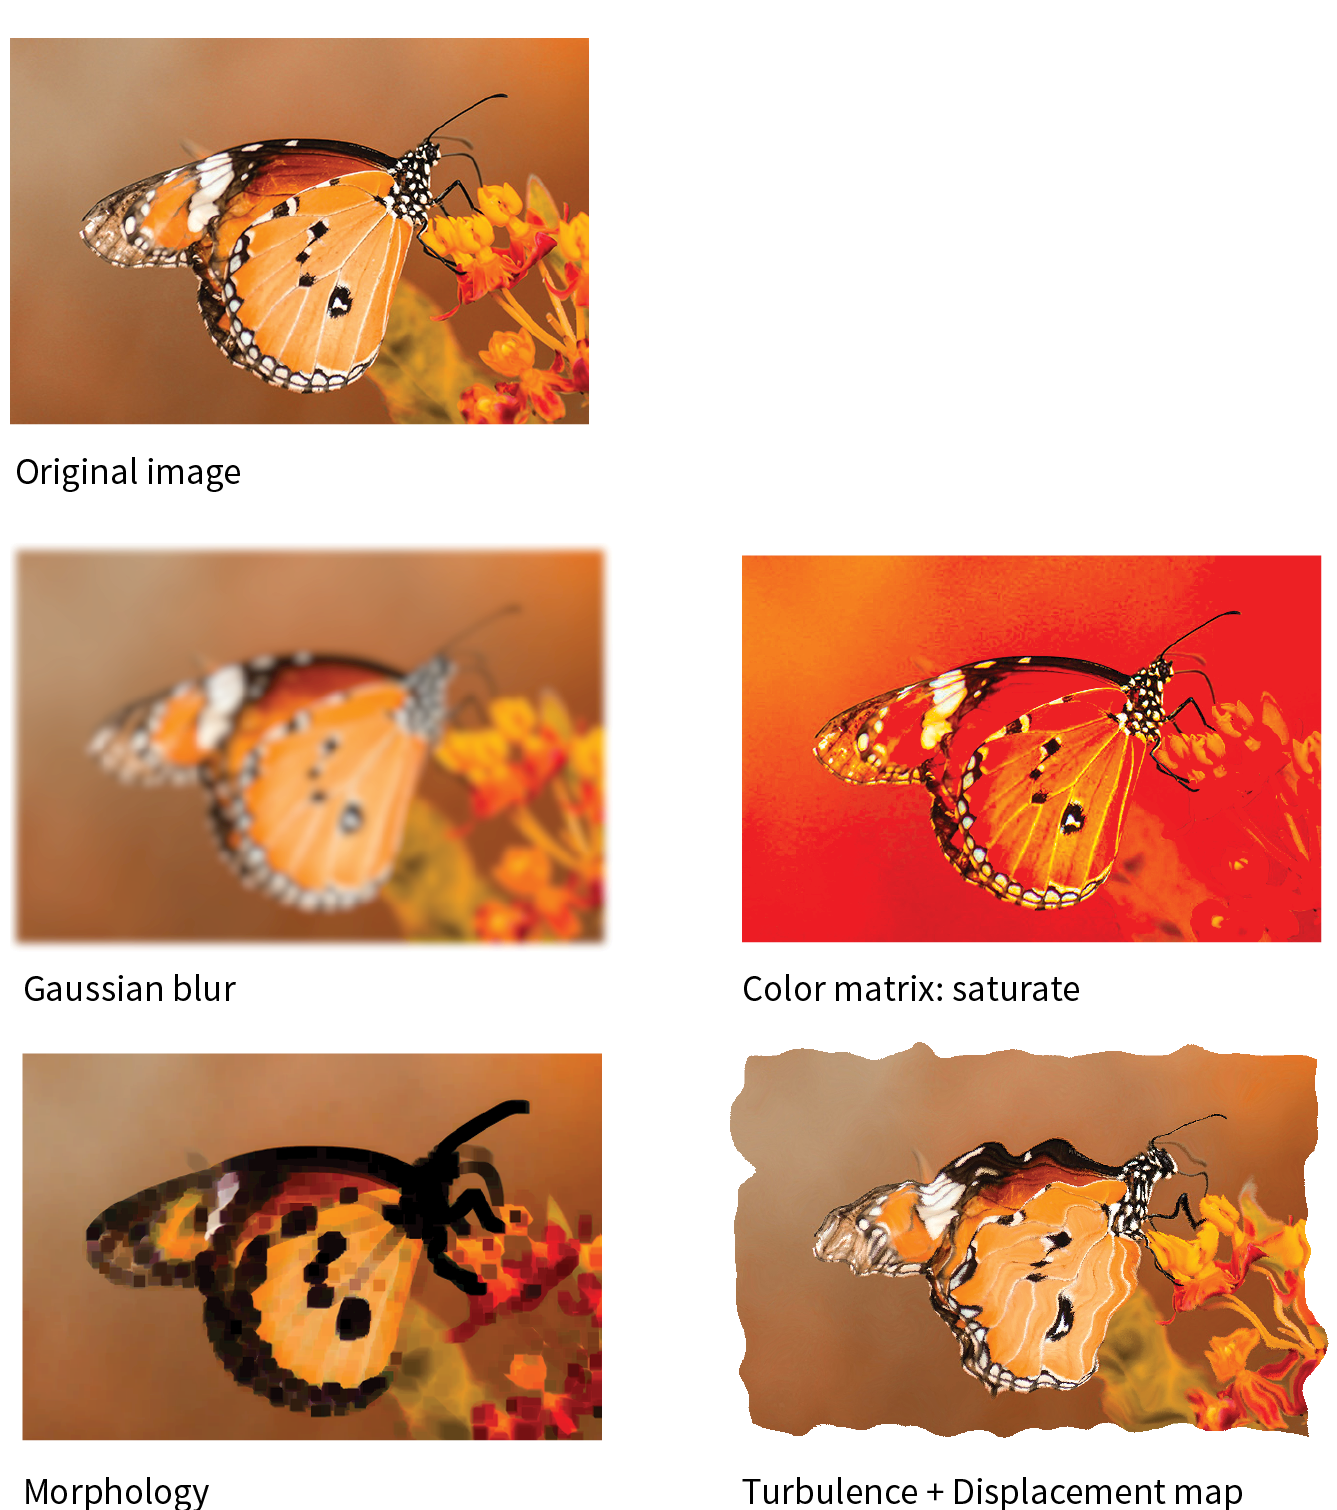 Original image
Gaussian blur
Color matrix: saturate
Morphology
Turbulence + Displacement map